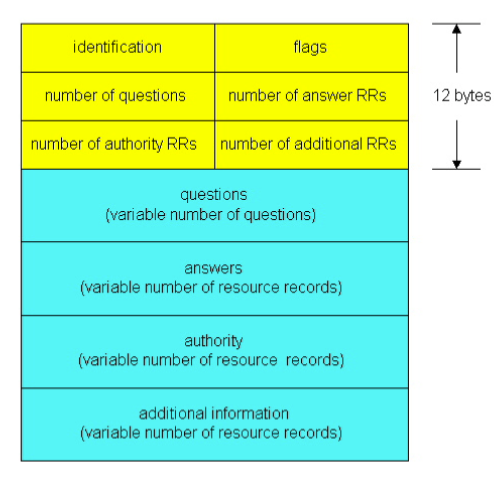 identification
flags
number of questions
number of answer RRs
12 bytes
number of authority RRs
number of additional RRs
questions
(variable number of questions)
answers
(variable number of resource records)
authority
(variable number of resource records)
additional information
(variable number of resource records)